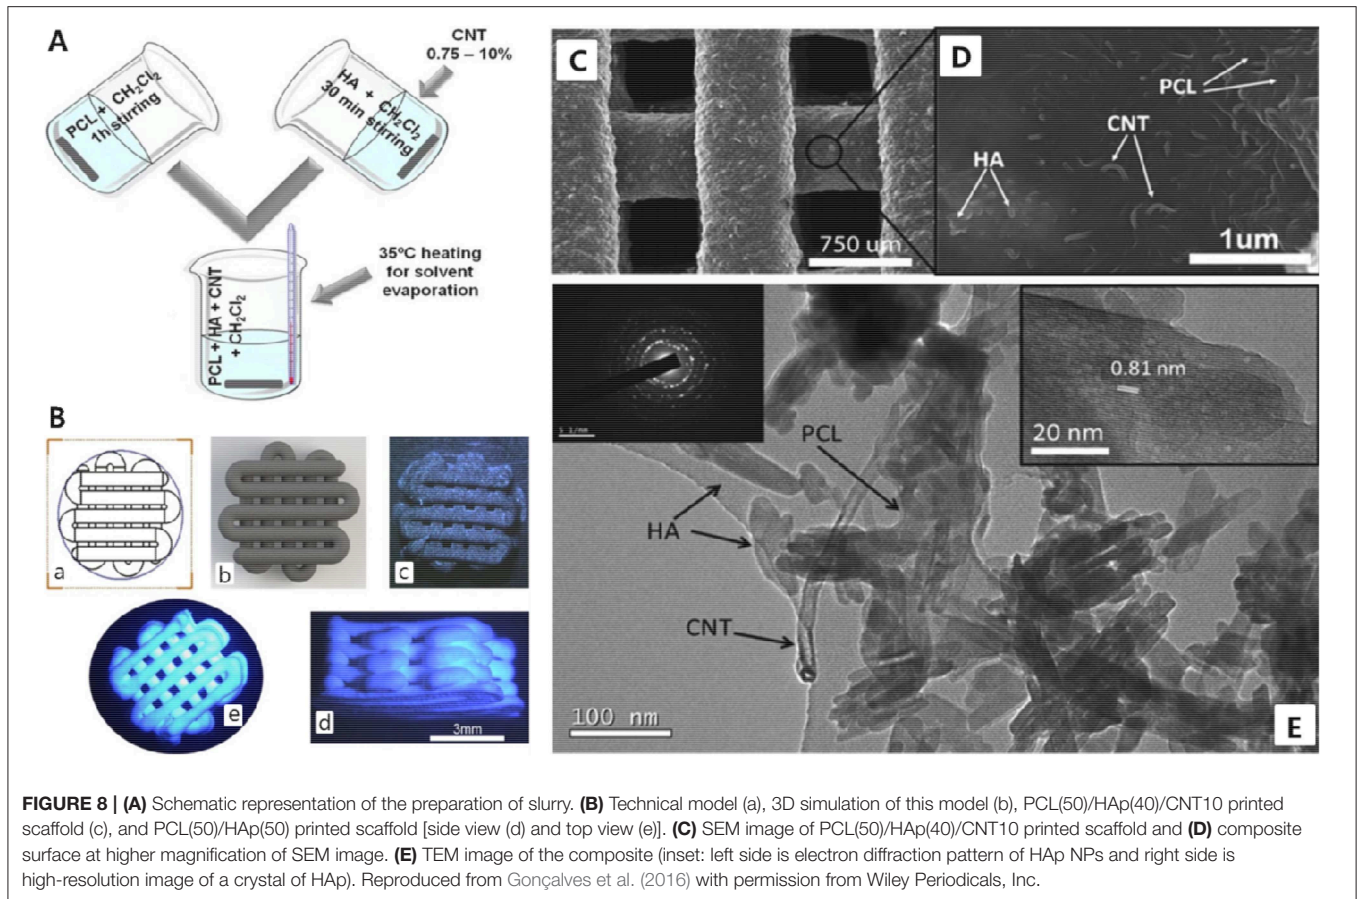 A
CNT
0.75 – 10%
PCL + CH2Cl2
1h stirring
HA + CH2Cl2
30 min stirring
35ºC heating
for solvent
evaporation
PCL + HA + CNT
+ CH2Cl2
B
a
b
c
e
d
3mm
C
750 um
D
PCL
CNT
HA
1um
5 1/nm
0.81 nm
20 nm
PCL
HA
CNT
100 nm
E
FIGURE 8 | (A) Schematic representation of the preparation of slurry. (B) Technical model (a), 3D simulation of this model (b), PCL(50)/HAp(40)/CNT10 printed
scaffold (c), and PCL(50)/HAp(50) printed scaffold [side view (d) and top view (e)]. (C) SEM image of PCL(50)/HAp(40)/CNT10 printed scaffold and (D) composite
surface at higher magnification of SEM image. (E) TEM image of the composite (inset: left side is electron diffraction pattern of HAp NPs and right side is
high-resolution image of a crystal of HAp). Reproduced from Gonçalves et al. (2016) with permission from Wiley Periodicals, Inc.